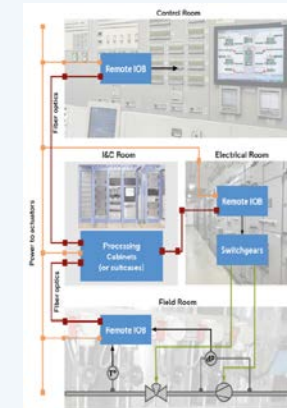 Control Room
Remote IOB
Fiber optics
I&C Room
Electrical Room
Remote IOB
Processing
Cabinets
(or suitcases)
Switchgears
Power to actuators
Fiber optics
Field Room
Remote IOB
T°